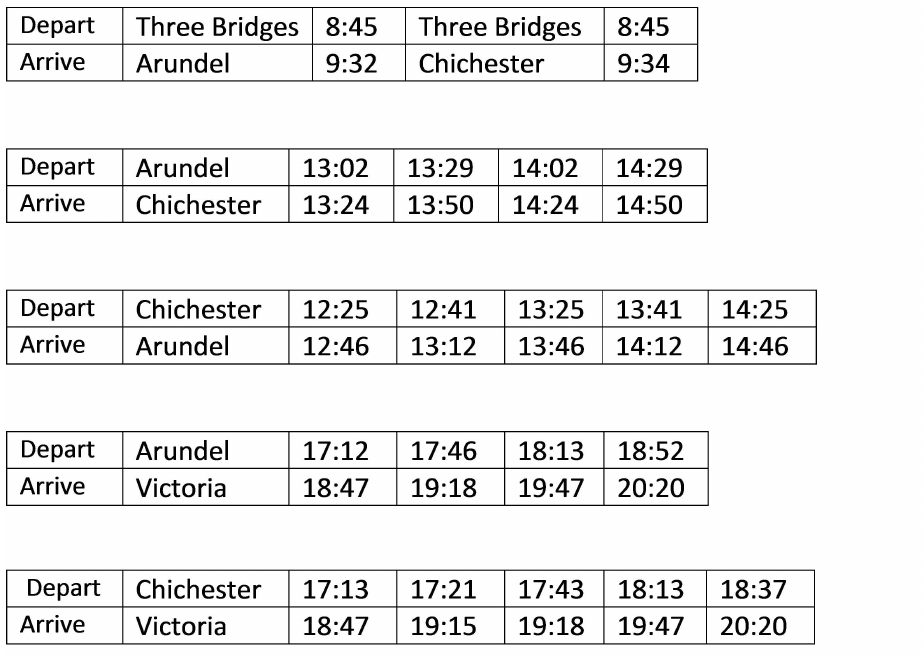 Depart Three Bridges 8:45 Three Bridges 8:45
Arrive Arundel 9:32 Chichester 9:34
Depart Arundel 13:02 13:29 14:02 14:29
Arrive Chichester 13:24 13:50 14:24 14:50
Depart Chichester 12:25 12:41 13:25 13:41 14:25
Arrive Arundel 12:46 13:12 13:46 14:12 14:46
Depart Arundel 17:12 17:46 18:13 18:52
Arrive Victoria 18:47 19:18 19:47 20:20
Depart Chichester 17:13 17:21 17:43 18:13 18:37
Arrive Victoria 18:47 19:15 19:18 19:47 20:20